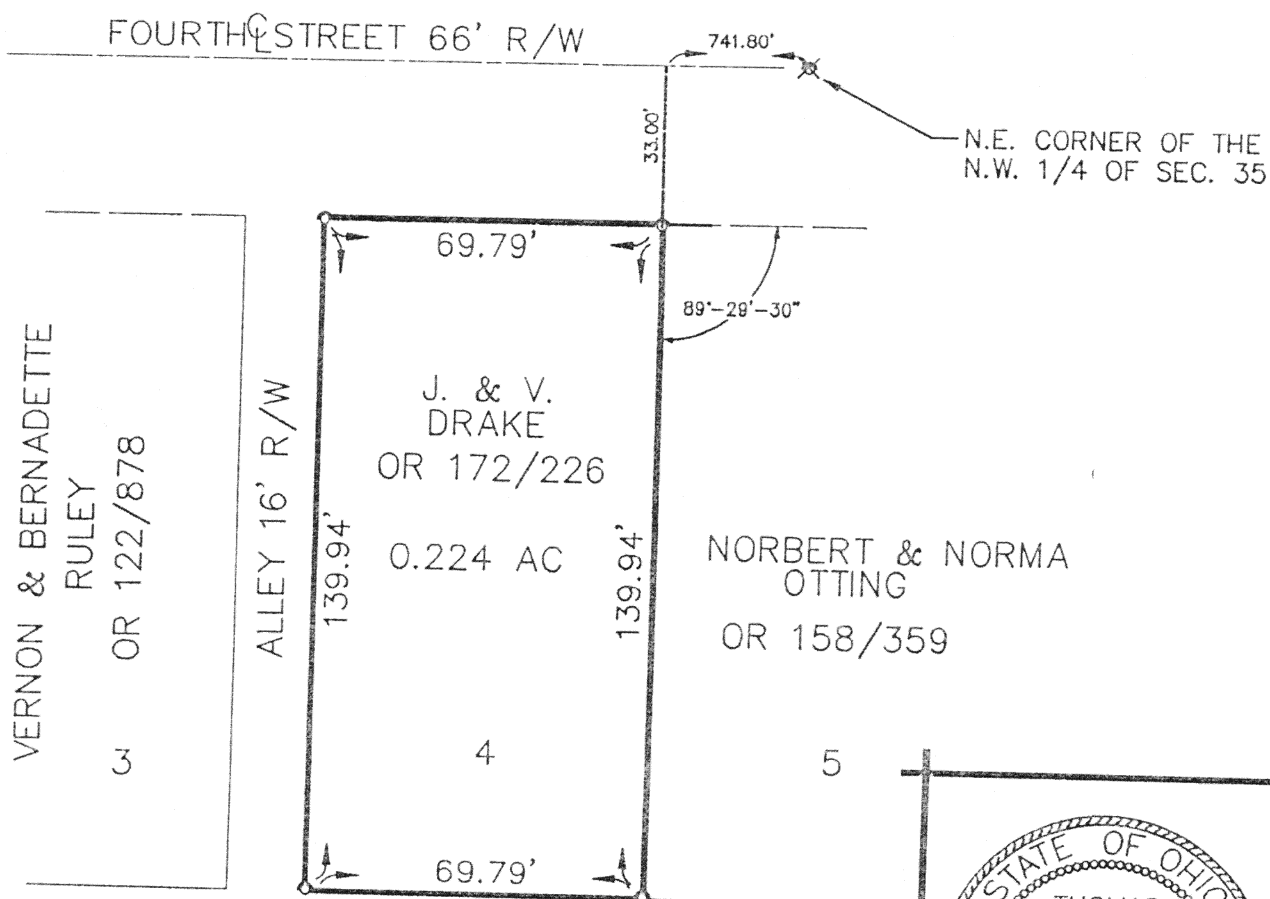 FOURTH ℄ STREET 66' R/W
741.80'
33.00'
N.E. CORNER OF THE
N.W. 1/4 OF SEC. 35
69.79'
89°-29'-30"
VERNON & BERNADETTE
RULEY
OR 122/878
3
ALLEY 16' R/W
139.94'
J. & V.
DRAKE
OR 172/226
0.224 AC
4
139.94'
69.79'
NORBERT & NORMA
OTTING
OR 158/359
5
STATE OF OHIO